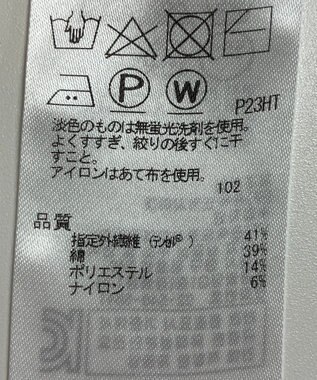 P
W
P23HT
淡色のものは無蛍光洗剤を使用。
よくすすぎ、絞りの後すぐに干
すこと。
アイロンはあて布を使用。
102
品質
指定外繊維(テンセル®) 41%
綿 39%
ポリエステル 14%
ナイロン 6%